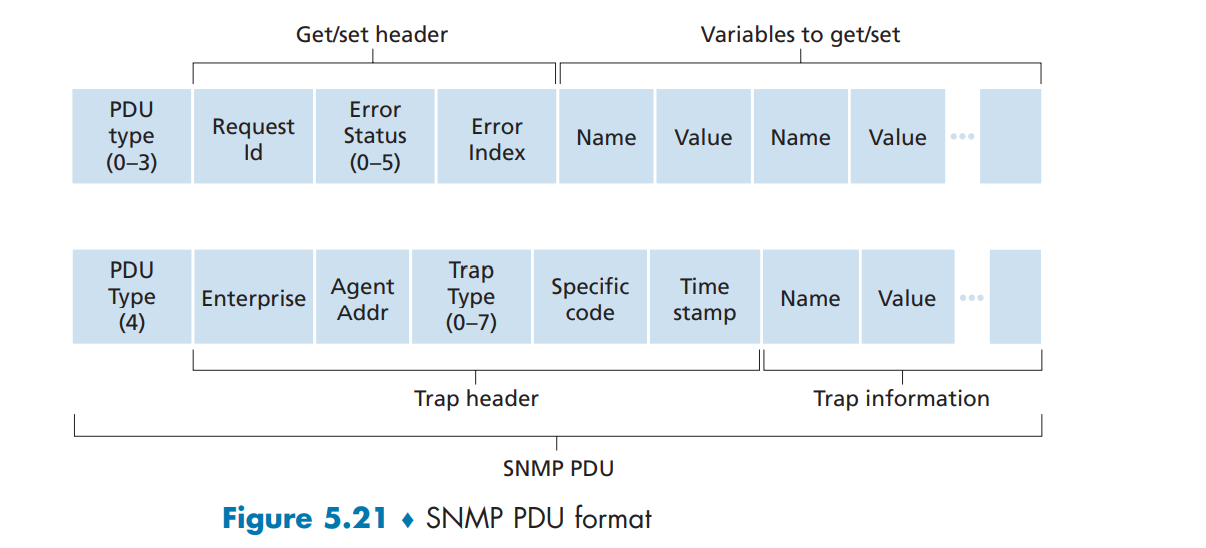 Get/set header
Variables to get/set
PDU
type
(0–3)
Request
Id
Error
Status
(0–5)
Error
Index
Name
Value
Name
Value
PDU
Type
(4)
Enterprise
Agent
Addr
Trap
Type
(0–7)
Specific
code
Time
stamp
Name
Value
Trap header
Trap information
SNMP PDU
Figure 5.21 ♦ SNMP PDU format